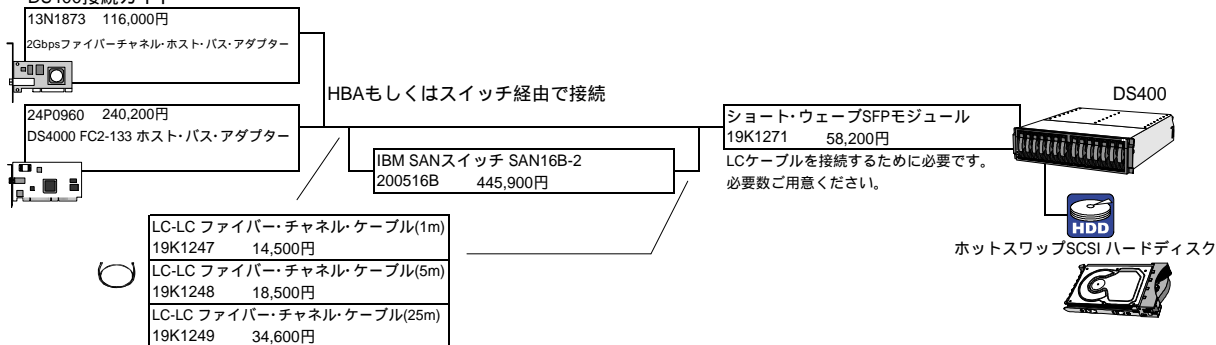 13N1873 116,000円
2Gbpsファイバーチャネル・ホスト・バス・アダプター
24P0960 240,200円
DS4000 FC2-133 ホスト・バス・アダプター
HBAもしくはスイッチ経由で接続
IBM SANスイッチ SAN16B-2
200516B 445,900円
LC-LC ファイバー・チャネル・ケーブル(1m)
19K1247 14,500円
LC-LC ファイバー・チャネル・ケーブル(5m)
19K1248 18,500円
LC-LC ファイバー・チャネル・ケーブル(25m)
19K1249 34,600円
ショート・ウェーブSFPモジュール
19K1271 58,200円
LCケーブルを接続するために必要です。
必要数ご用意ください。
DS400
HDD
ホットスワップSCSI ハードディスク